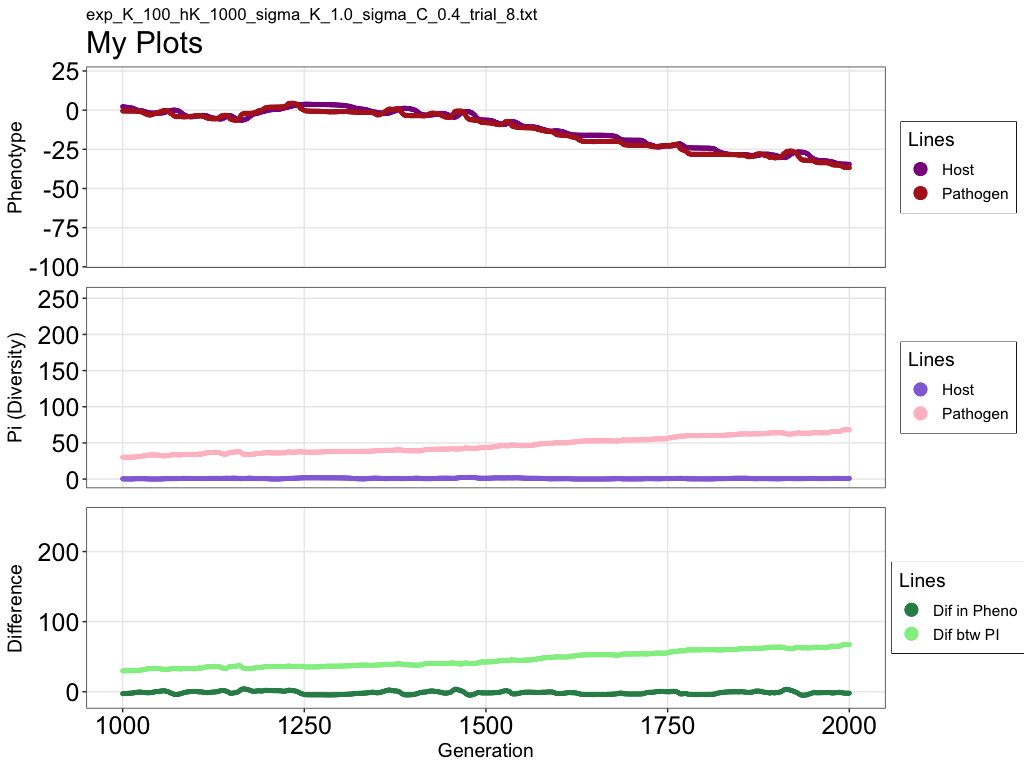 exp_K_100_hK_1000_sigma_K_1.0_sigma_C_0.4_trial_8.txt
My Plots
Phenotype
25
0
-25
-50
-75
-100
Lines
Host
Pathogen
Pi (Diversity)
250
200
150
100
50
0
Lines
Host
Pathogen
Difference
200
100
0
Lines
Dif in Pheno
Dif btw PI
1000 1250 1500 1750 2000
Generation